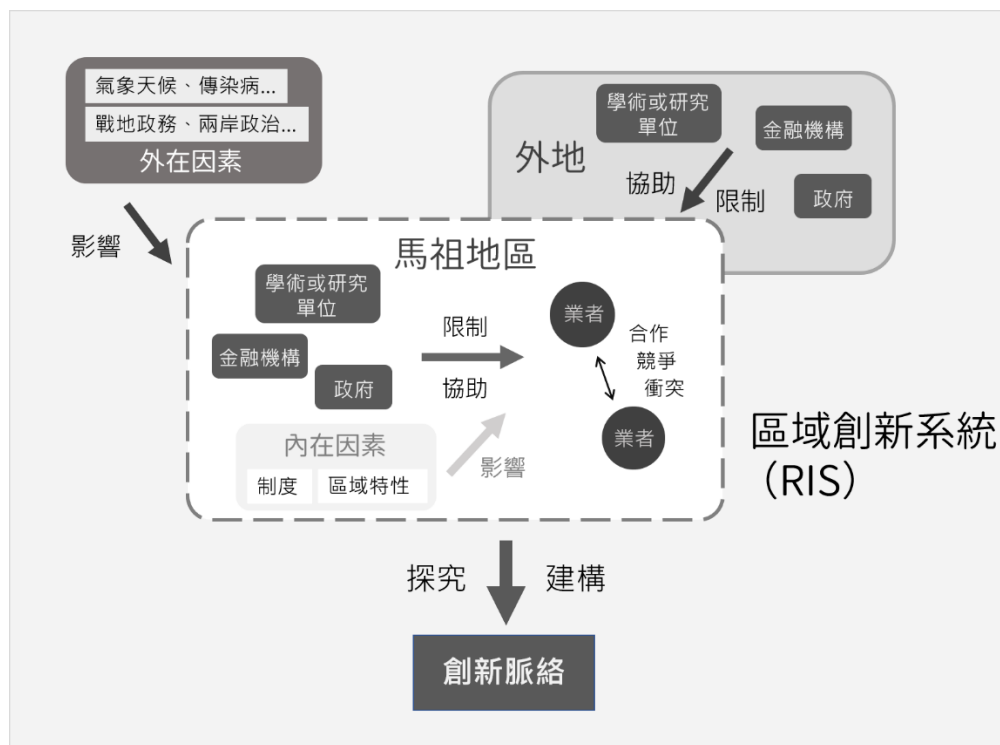 氣象天候、傳染病...
戰地政務、兩岸政治...
外在因素
影響
外地
學術或研究
單位
金融機構
政府
協助
限制
馬祖地區
學術或研究
單位
金融機構
政府
限制
協助
業者
合作
競爭
衝突
業者
內在因素
制度
區域特性
影響
區域創新系統
（RIS）
探究
建構
創新脈絡